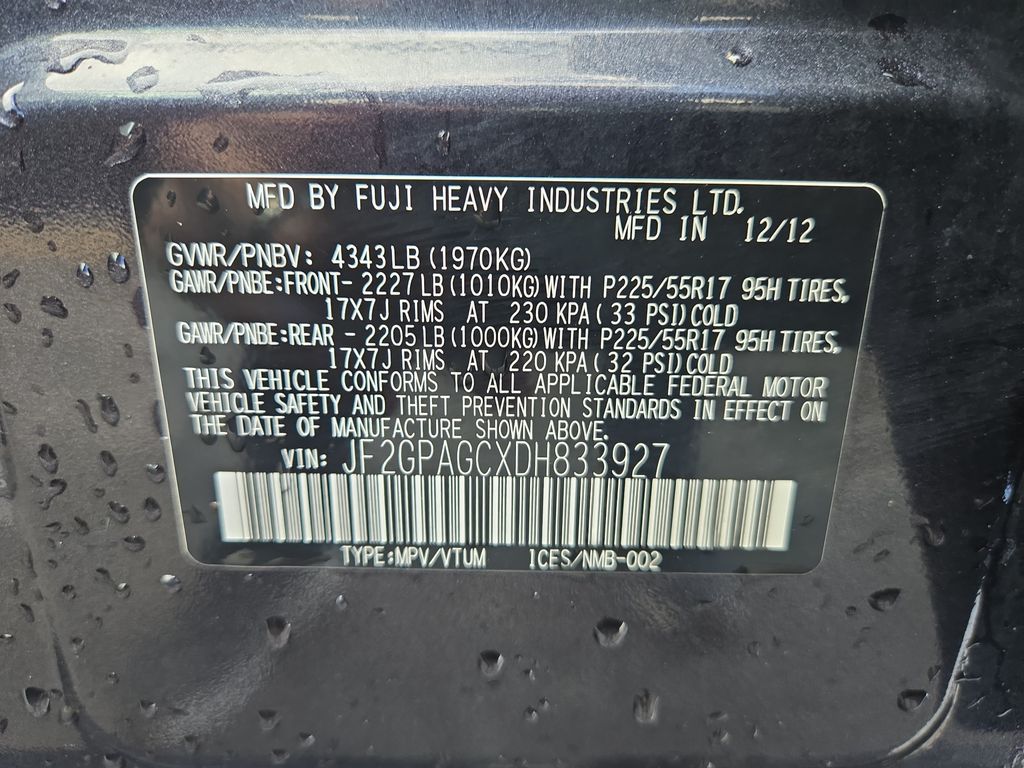 MFD BY FUJI HEAVY INDUSTRIES LTD.
MFD IN 12/12
GVWR/PNBV: 4343LB (1970KG)
GAWR/PNBE:FRONT- 2227 LB (1010KG) WITH P225/55R17 95H TIRES,
17X7J RIMS AT 230 KPA ( 33 PSI) COLD
GAWR/PNBE:REAR - 2205 LB (1000KG) WITH P225/55R17 95H TIRES,
17X7J RIMS AT 220 KPA ( 32 PSI) COLD
THIS VEHICLE CONFORMS TO ALL APPLICABLE FEDERAL MOTOR
VEHICLE SAFETY AND THEFT PREVENTION STANDARDS IN EFFECT ON
THE DATE OF MANUFACTURE SHOWN ABOVE.
VIN: JF2GPAGCXDH833927
TYPE:MPV/VTUM ICES/NMB-002